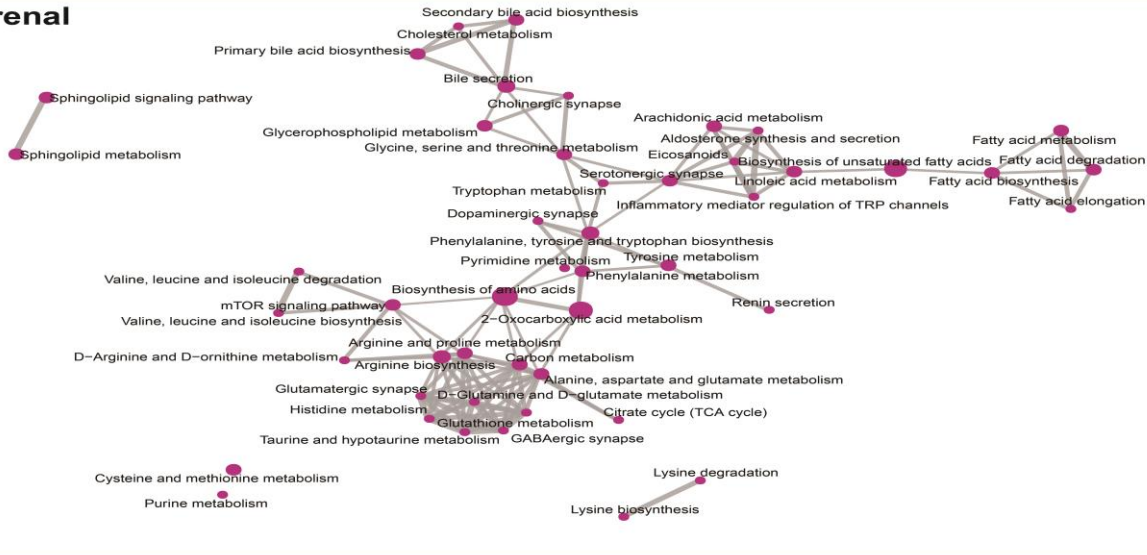 renal
Secondary bile acid biosynthesis
Cholesterol metabolism
Primary bile acid biosynthesis
Bile secretion
Sphingolipid signaling pathway
Cholinergic synapse
Arachidonic acid metabolism
Glycerophospholipid metabolism
Aldosterone synthesis and secretion
Fatty acid metabolism
Glycine, serine and threonine metabolism
Eicosanoids
Sphingolipid metabolism
Biosynthesis of unsaturated fatty acids
Fatty acid degradation
Serotonergic synapse
Linoleic acid metabolism
Fatty acid biosynthesis
Tryptophan metabolism
Fatty acid elongation
Inflammatory mediator regulation of TRP channels
Dopaminergic synapse
Phenylalanine, tyrosine and tryptophan biosynthesis
Tyrosine metabolism
Pyrimidine metabolism
Phenylalanine metabolism
Valine, leucine and isoleucine degradation
Biosynthesis of amino acids
Renin secretion
mTOR signaling pathway
2−Oxocarboxylic acid metabolism
Valine, leucine and isoleucine biosynthesis
Arginine and proline metabolism
D−Arginine and D−ornithine metabolism
Carbon metabolism
Arginine biosynthesis
Alanine, aspartate and glutamate metabolism
Glutamatergic synapse
D−Glutamine and D−glutamate metabolism
Histidine metabolism
Citrate cycle (TCA cycle)
Glutathione metabolism
Taurine and hypotaurine metabolism
GABAergic synapse
Lysine degradation
Cysteine and methionine metabolism
Purine metabolism
Lysine biosynthesis